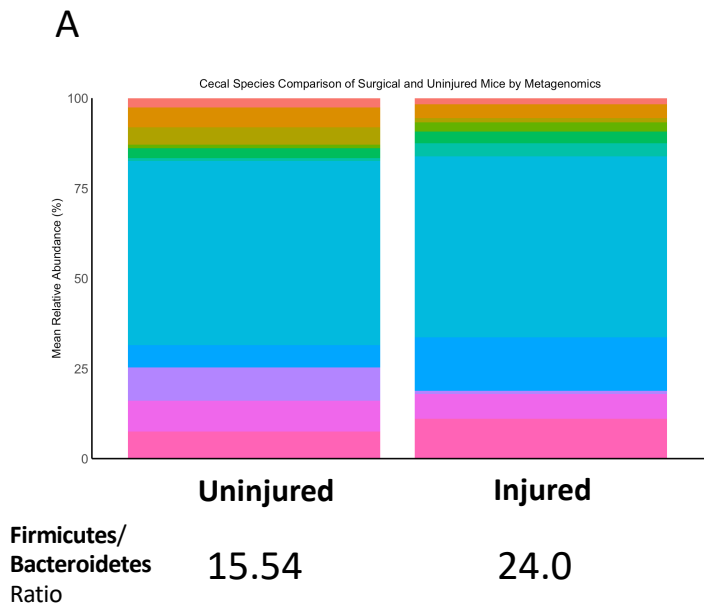 A
Cecal Species Comparison of Surgical and Uninjured Mice by Metagenomics
Mean Relative Abundance (%)
100
75
50
25
0
Uninjured
Injured
Firmicutes/
Bacteroidetes
Ratio
15.54
24.0